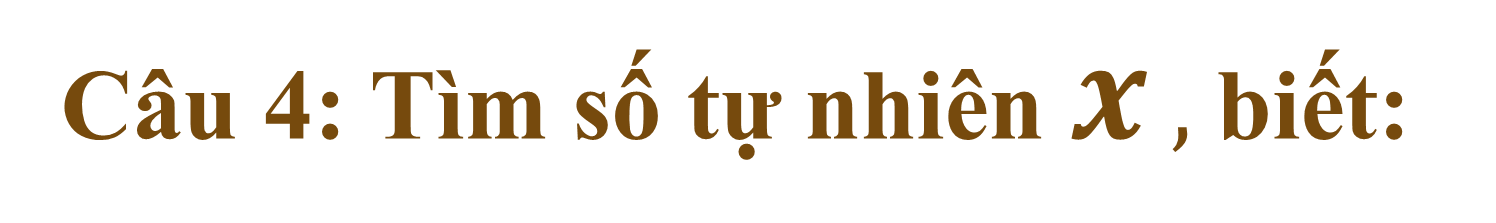 Câu 4: Tìm số tự nhiên x , biết: